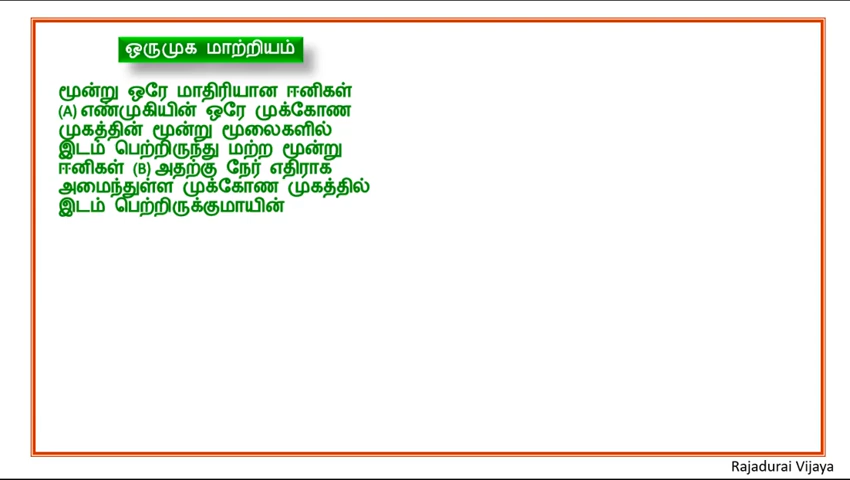 ஒருமுக மாற்றியம்
மூன்று ஒரே மாதிரியான ஈனிகள்
(A) எண்முகியின் ஒரே முக்கோண
முகத்தின் மூன்று மூலைகளில்
இடம் பெற்றிருந்து மற்ற மூன்று
ஈனிகள் (B) அதற்கு நேர் எதிராக
அமைந்துள்ள முக்கோண முகத்தில்
இடம் பெற்றிருக்குமாயின்
Rajadurai Vijaya